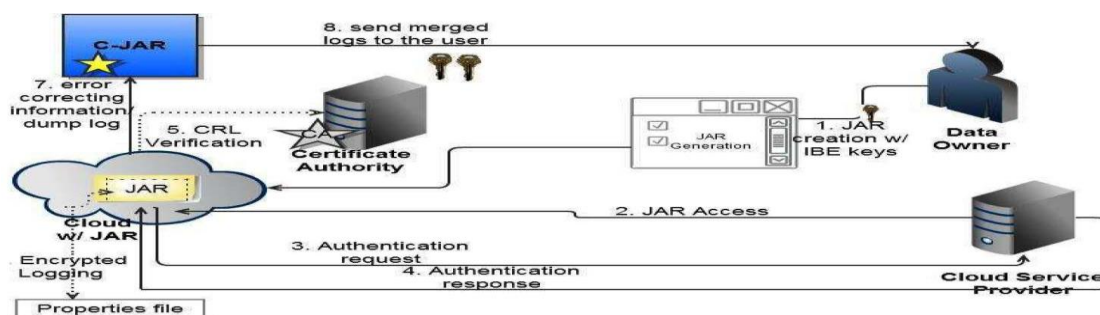 8. send merged
logs to the user
C-JAR
7. error
correcting
information/
dump log
5. CRL
Verification
CA
Certificate
Authority
JAR
Generation
1. JAR
creation w/
IBE keys
Data
Owner
JAR
Cloud
w/ JAR
2. JAR Access
3. Authentication
request
4. Authentication
response
Cloud Service
Provider
Encrypted
Logging
Properties file